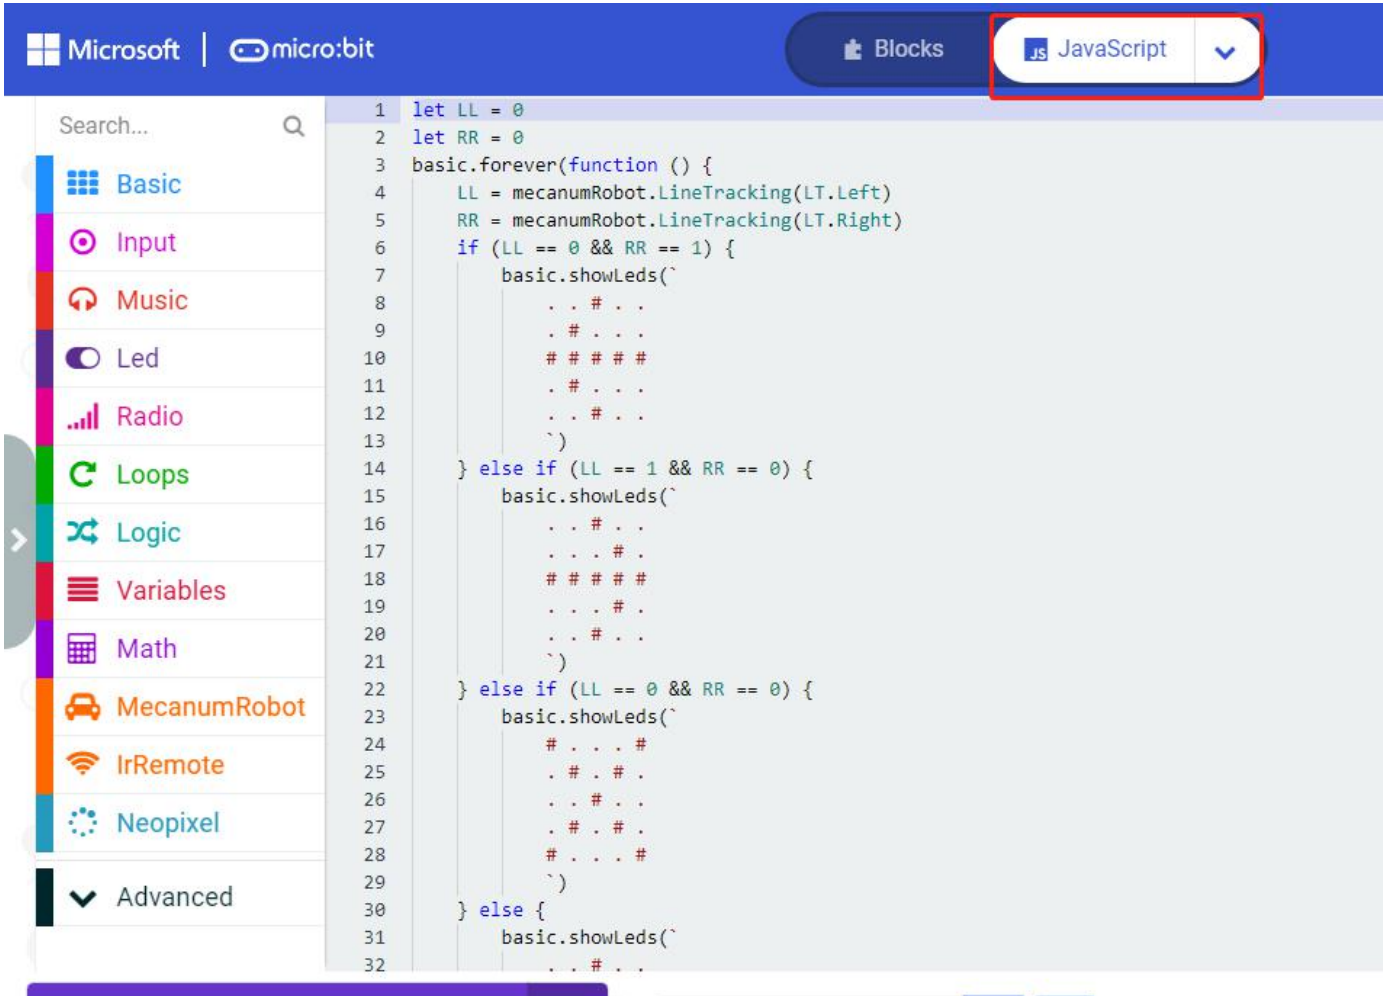 Microsoft | micro:bit
Blocks
JS JavaScript
Search...
Basic
Input
Music
Led
Radio
Loops
Logic
Variables
Math
MecanumRobot
IrRemote
Neopixel
Advanced
1 let LL = 0
2 let RR = 0
3 basic.forever(function () {
4 LL = mecanumRobot.LineTracking(LT.Left)
5 RR = mecanumRobot.LineTracking(LT.Right)
6 if (LL == 0 && RR == 1) {
7 basic.showLeds(`
8 . . # . .
9 . # . . .
10 # # # # #
11 . # . . .
12 . . # . .
13 `)
14 } else if (LL == 1 && RR == 0) {
15 basic.showLeds(`
16 . . # . .
17 . . . # .
18 # # # # #
19 . . . # .
20 . . # . .
21 `)
22 } else if (LL == 0 && RR == 0) {
23 basic.showLeds(`
24 # . . . #
25 . # . # .
26 . . # . .
27 . # . # .
28 # . . . #
29 `)
30 } else {
31 basic.showLeds(`
32 . . # . .